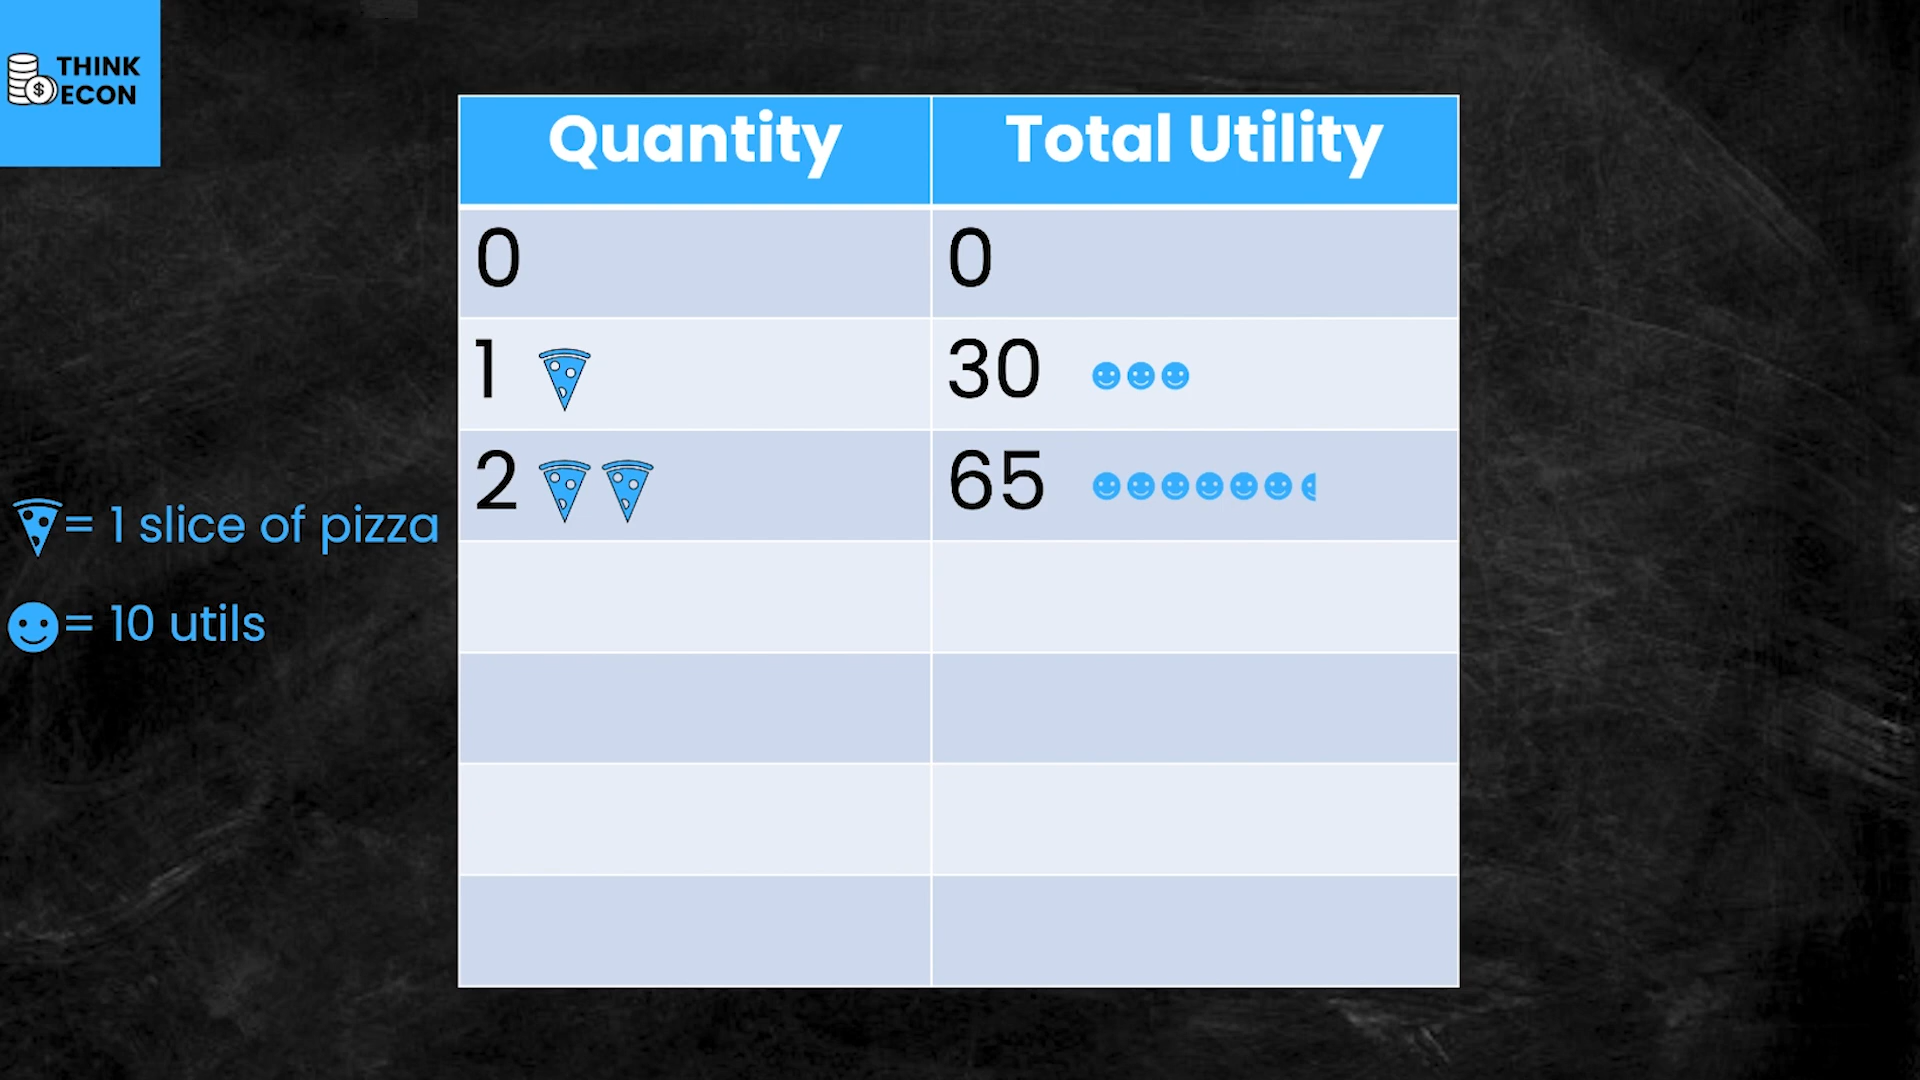 THINK
ECON
Quantity Total Utility
0 0
1 30
2 65
= 1 slice of pizza
= 10 utils